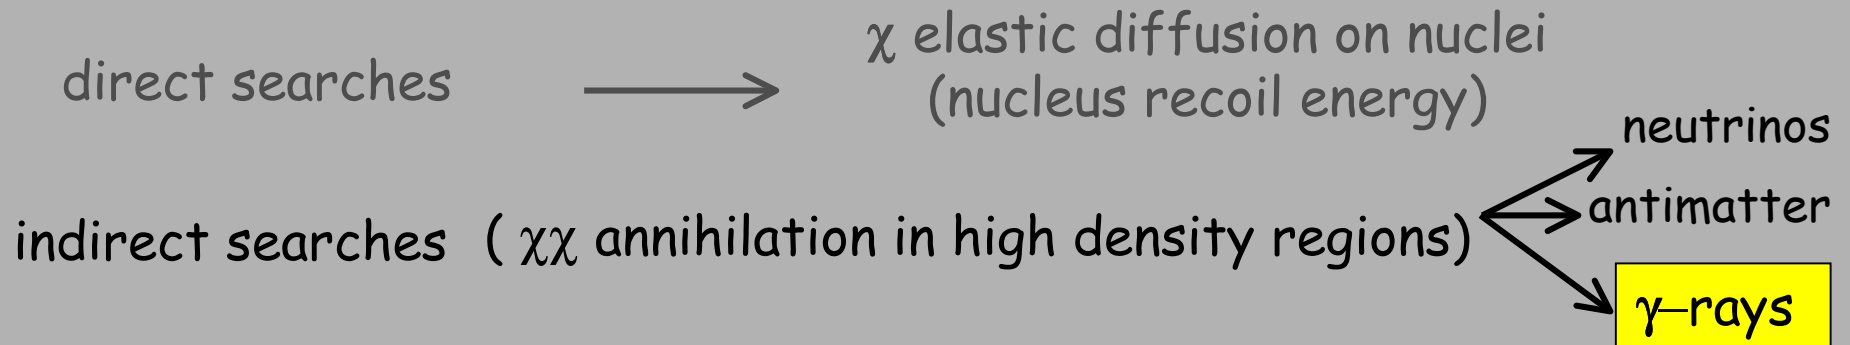 direct searches
χ elastic diffusion on nuclei
(nucleus recoil energy)
indirect searches ( χχ annihilation in high density regions)
neutrinos
antimatter
γ–rays